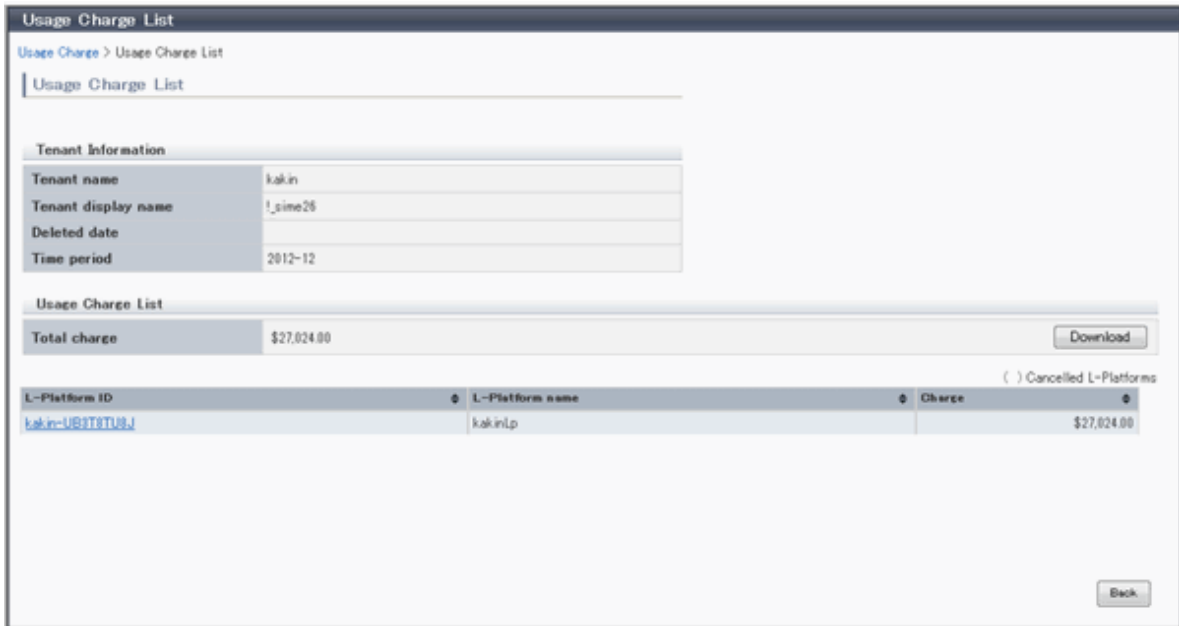 Usage Charge List
Usage Charge > Usage Charge List
Usage Charge List
Tenant Information
Tenant name kakin
Tenant display name !_sime26
Deleted date
Time period 2012-12
Usage Charge List
Total charge $27,024.00 Download
( ) Cancelled L-Platforms
L-Platform ID L-Platform name Charge
kakin-UB3T8TU8J kakinLp $27,024.00
Back